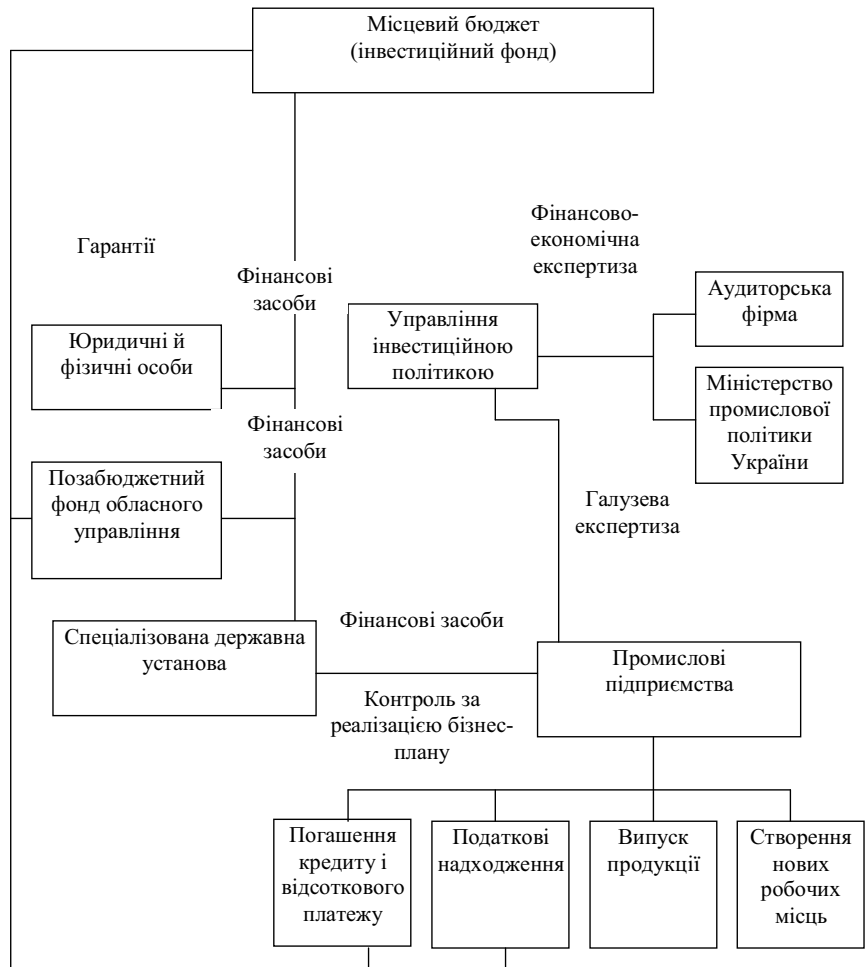 Місцевий бюджет
(інвестиційний фонд)
Гарантії
Фінансові
засоби
Фінансово-
економічна
експертиза
Аудиторська
фірма
Управління
інвестиційною
політикою
Юридичні й
фізичні особи
Міністерство
промислової
політики
України
Фінансові
засоби
Позабюджетний
фонд обласного
управління
Галузева
експертиза
Фінансові засоби
Спеціалізована державна
установа
Промислові
підприємства
Контроль за
реалізацією бізнес-
плану
Погашення
кредиту і
відсоткового
платежу
Податкові
надходження
Випуск
продукції
Створення
нових
робочих
місць